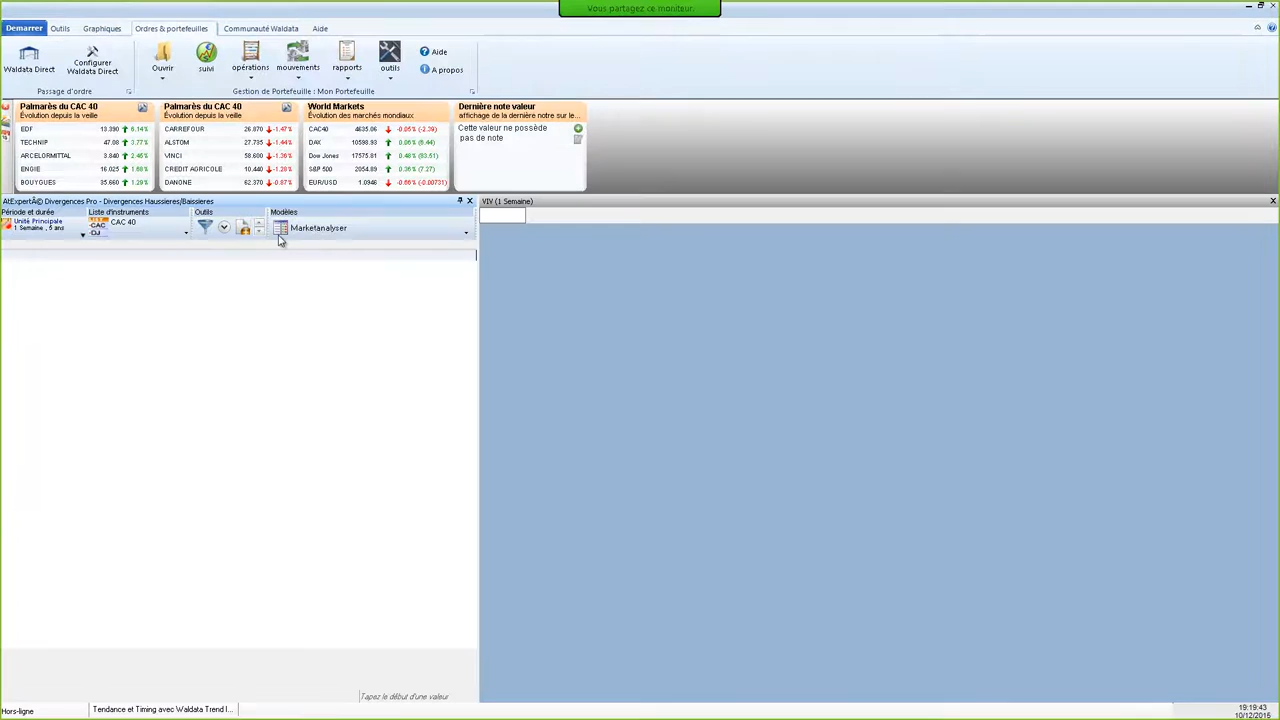 Vous partagez ce moniteur.
Demarrer Outils Graphiques Ordres & portefeuilles Communauté Waldata Aide
Waldata Direct
Configurer
Waldata Direct
Ouvrir
suivi
opérations
mouvements
rapports
outils
Aide
A propos
Passage d'ordre
Gestion de Portefeuille : Mon Portefeuille
Palmarès du CAC 40
Évolution depuis la veille
EDF 13.390 6.14%
TECHNIP 47.08 3.77%
ARCELORMITTAL 3.840 2.45%
ENGIE 16.025 1.68%
BOUYGUES 35.660 1.29%
Palmarès du CAC 40
Évolution depuis la veille
CARREFOUR 26.870 -1.47%
ALSTOM 27.735 -1.44%
VINCI 58.600 -1.36%
CREDIT AGRICOLE 10.440 -1.28%
DANONE 62.370 -0.87%
World Markets
Évolution des marchés mondiaux
CAC40 4635.06 -0.05% (-2.39)
DAX 10598.93 0.06% (6.44)
Dow Jones 17575.81 0.48% (83.51)
S&P 500 2054.89 0.36% (7.27)
EUR/USD 1.0946 -0.66% (-0.00731)
Dernière note valeur
affichage de la dernière notre sur le...
Cette valeur ne possède
pas de note
AtExpertÃ© Divergences Pro - Divergences Haussieres/Baissieres
VIV (1 Semaine)
Période et durée
Unité Principale
1 Semaine , 5 ans
Liste d'instruments
CAC 40
Outils
Modèles
Marketanalyser
Tapez le début d'une valeur
Hors-ligne
Tendance et Timing avec Waldata Trend I...
19:19:43
10/12/2015